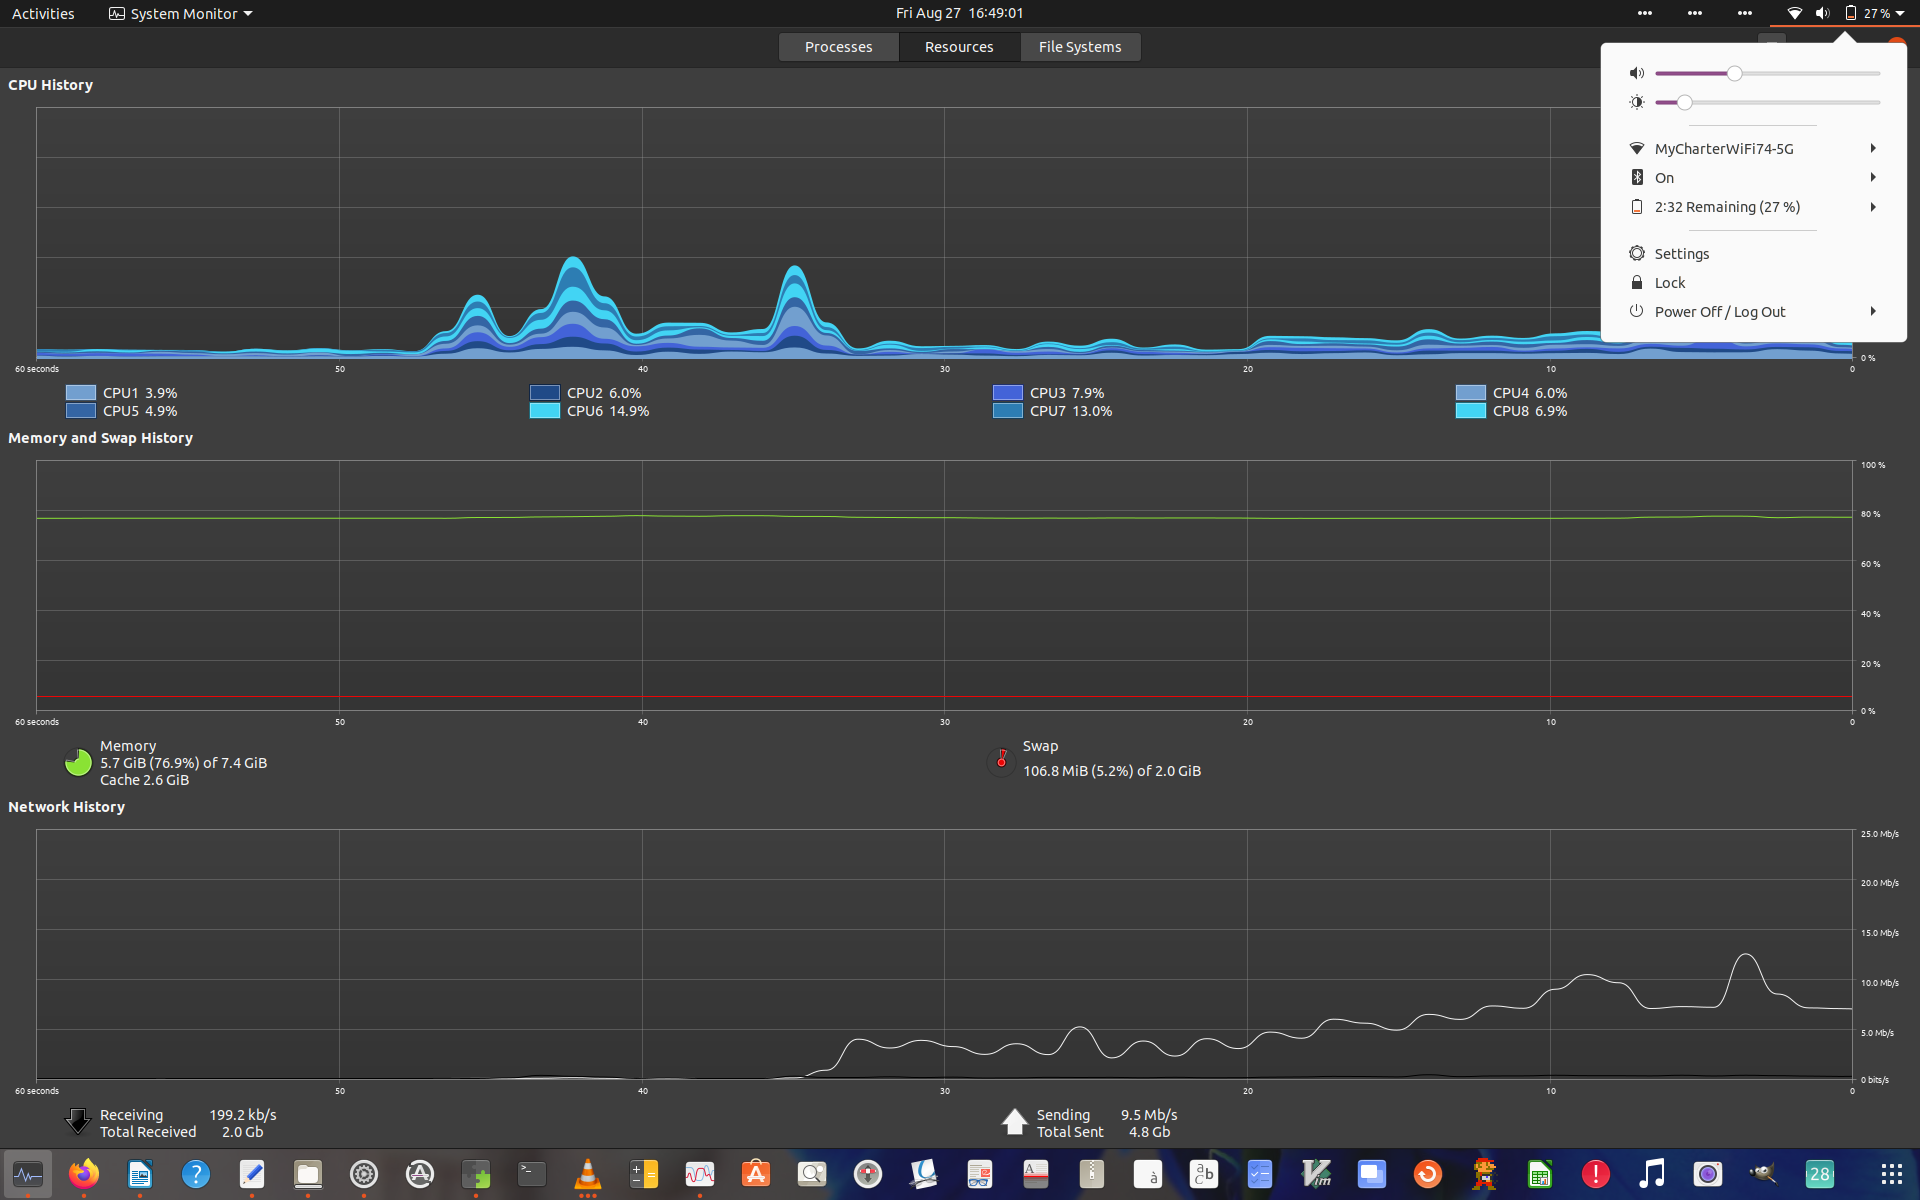 Activities
System Monitor
Fri Aug 27 16:49:01
27 %
Processes
Resources
File Systems
MyCharterWiFi74-5G
On
2:32 Remaining (27 %)
Settings
Lock
Power Off / Log Out
CPU History
0 %
60 seconds 50 40 30 20 10 0
CPU1 3.9%
CPU2 6.0%
CPU3 7.9%
CPU4 6.0%
CPU5 4.9%
CPU6 14.9%
CPU7 13.0%
CPU8 6.9%
Memory and Swap History
100 %
80 %
60 %
40 %
20 %
0 %
60 seconds 50 40 30 20 10 0
Memory
5.7 GiB (76.9%) of 7.4 GiB
Cache 2.6 GiB
Swap
106.8 MiB (5.2%) of 2.0 GiB
Network History
25.0 Mb/s
20.0 Mb/s
15.0 Mb/s
10.0 Mb/s
5.0 Mb/s
0 bits/s
60 seconds 50 40 30 20 10 0
Receiving 199.2 kb/s
Total Received 2.0 Gb
Sending 9.5 Mb/s
Total Sent 4.8 Gb
28